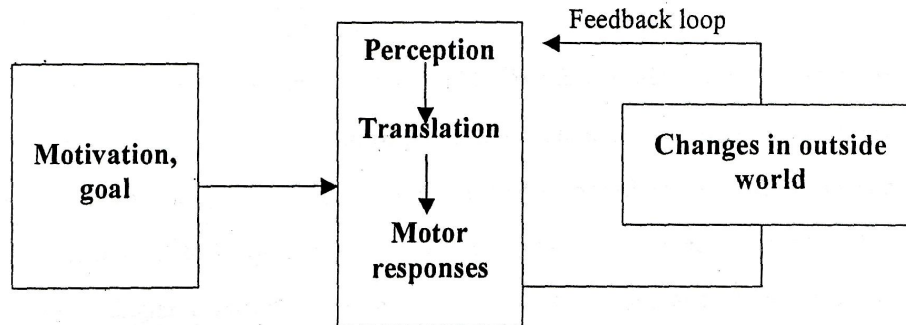 Feedback loop
Perception
Translation
Motor
responses
Motivation,
goal
Changes in outside
world